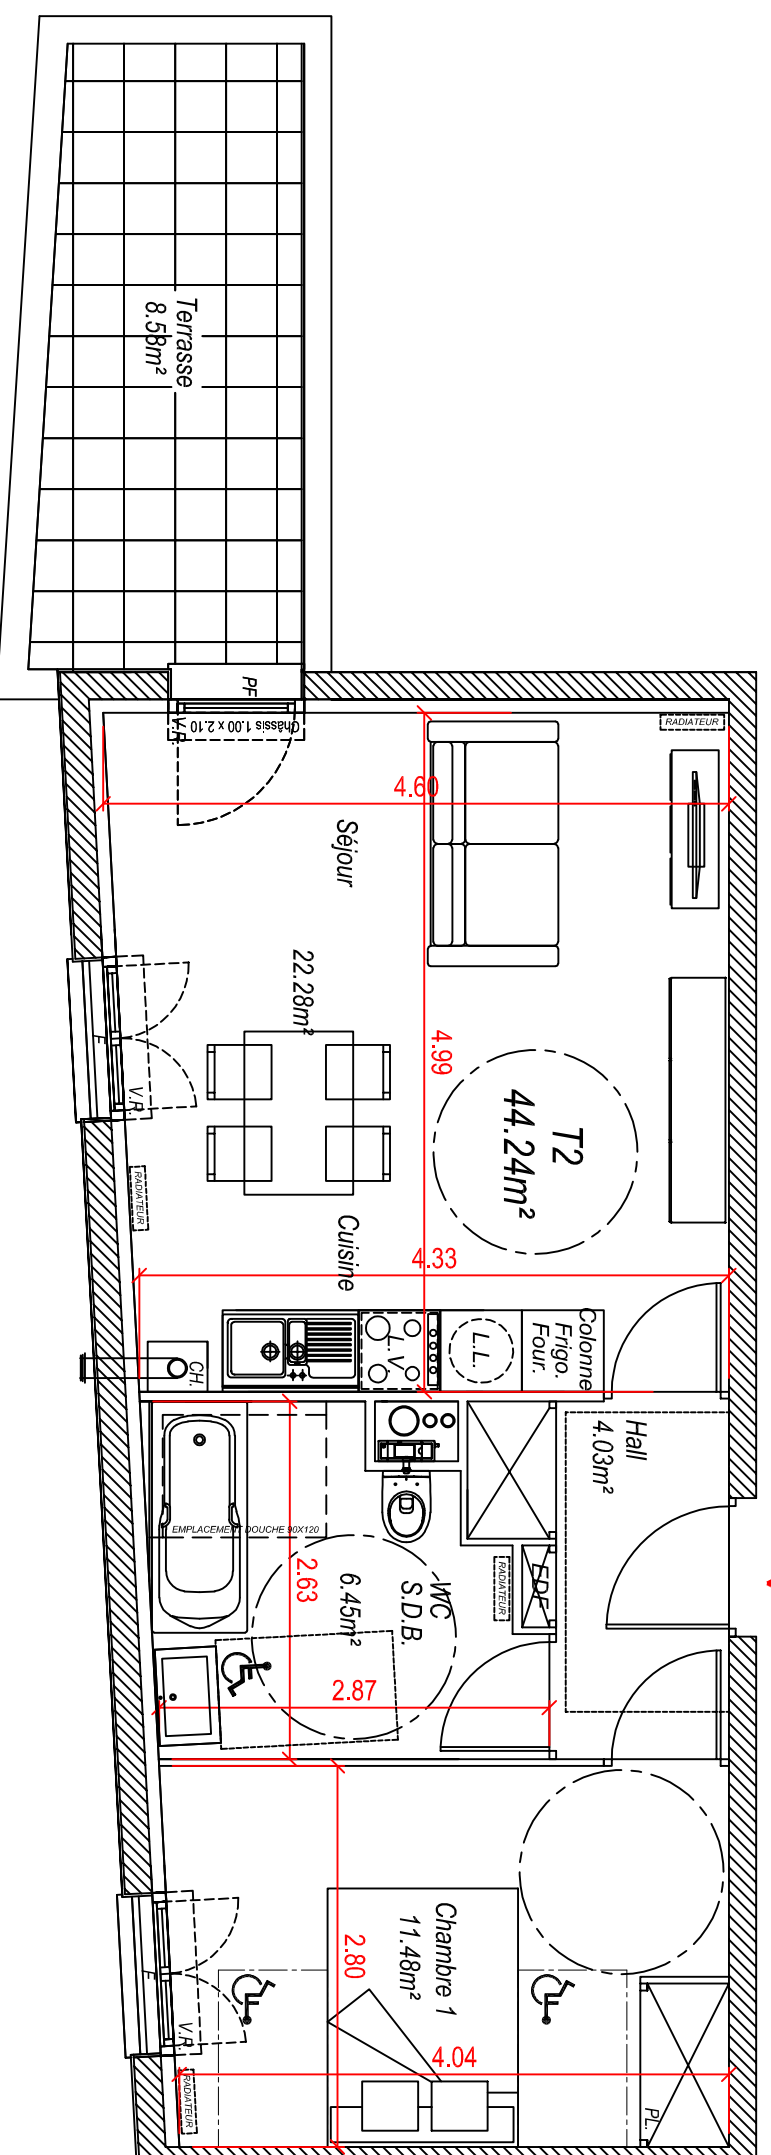 Terrasse
8.58m²
PF
V.R.
Châssis 1.00 x 2.10
RADIATEUR
4.60
Séjour
22.28m²
4.99
T2
44.24m²
F
V.R.
RADIATEUR
Cuisine
4.33
CH.
L.V.
L.L.
Colonne
Frigo.
Four.
Hall
4.03m²
EMPLACEMENT DOUCHE 90X120
2.63
WC
S.D.B.
6.45m²
RADIATEUR
EDF
2.87
Chambre 1
11.48m²
2.80
F
V.R.
RADIATEUR
4.04
PL.